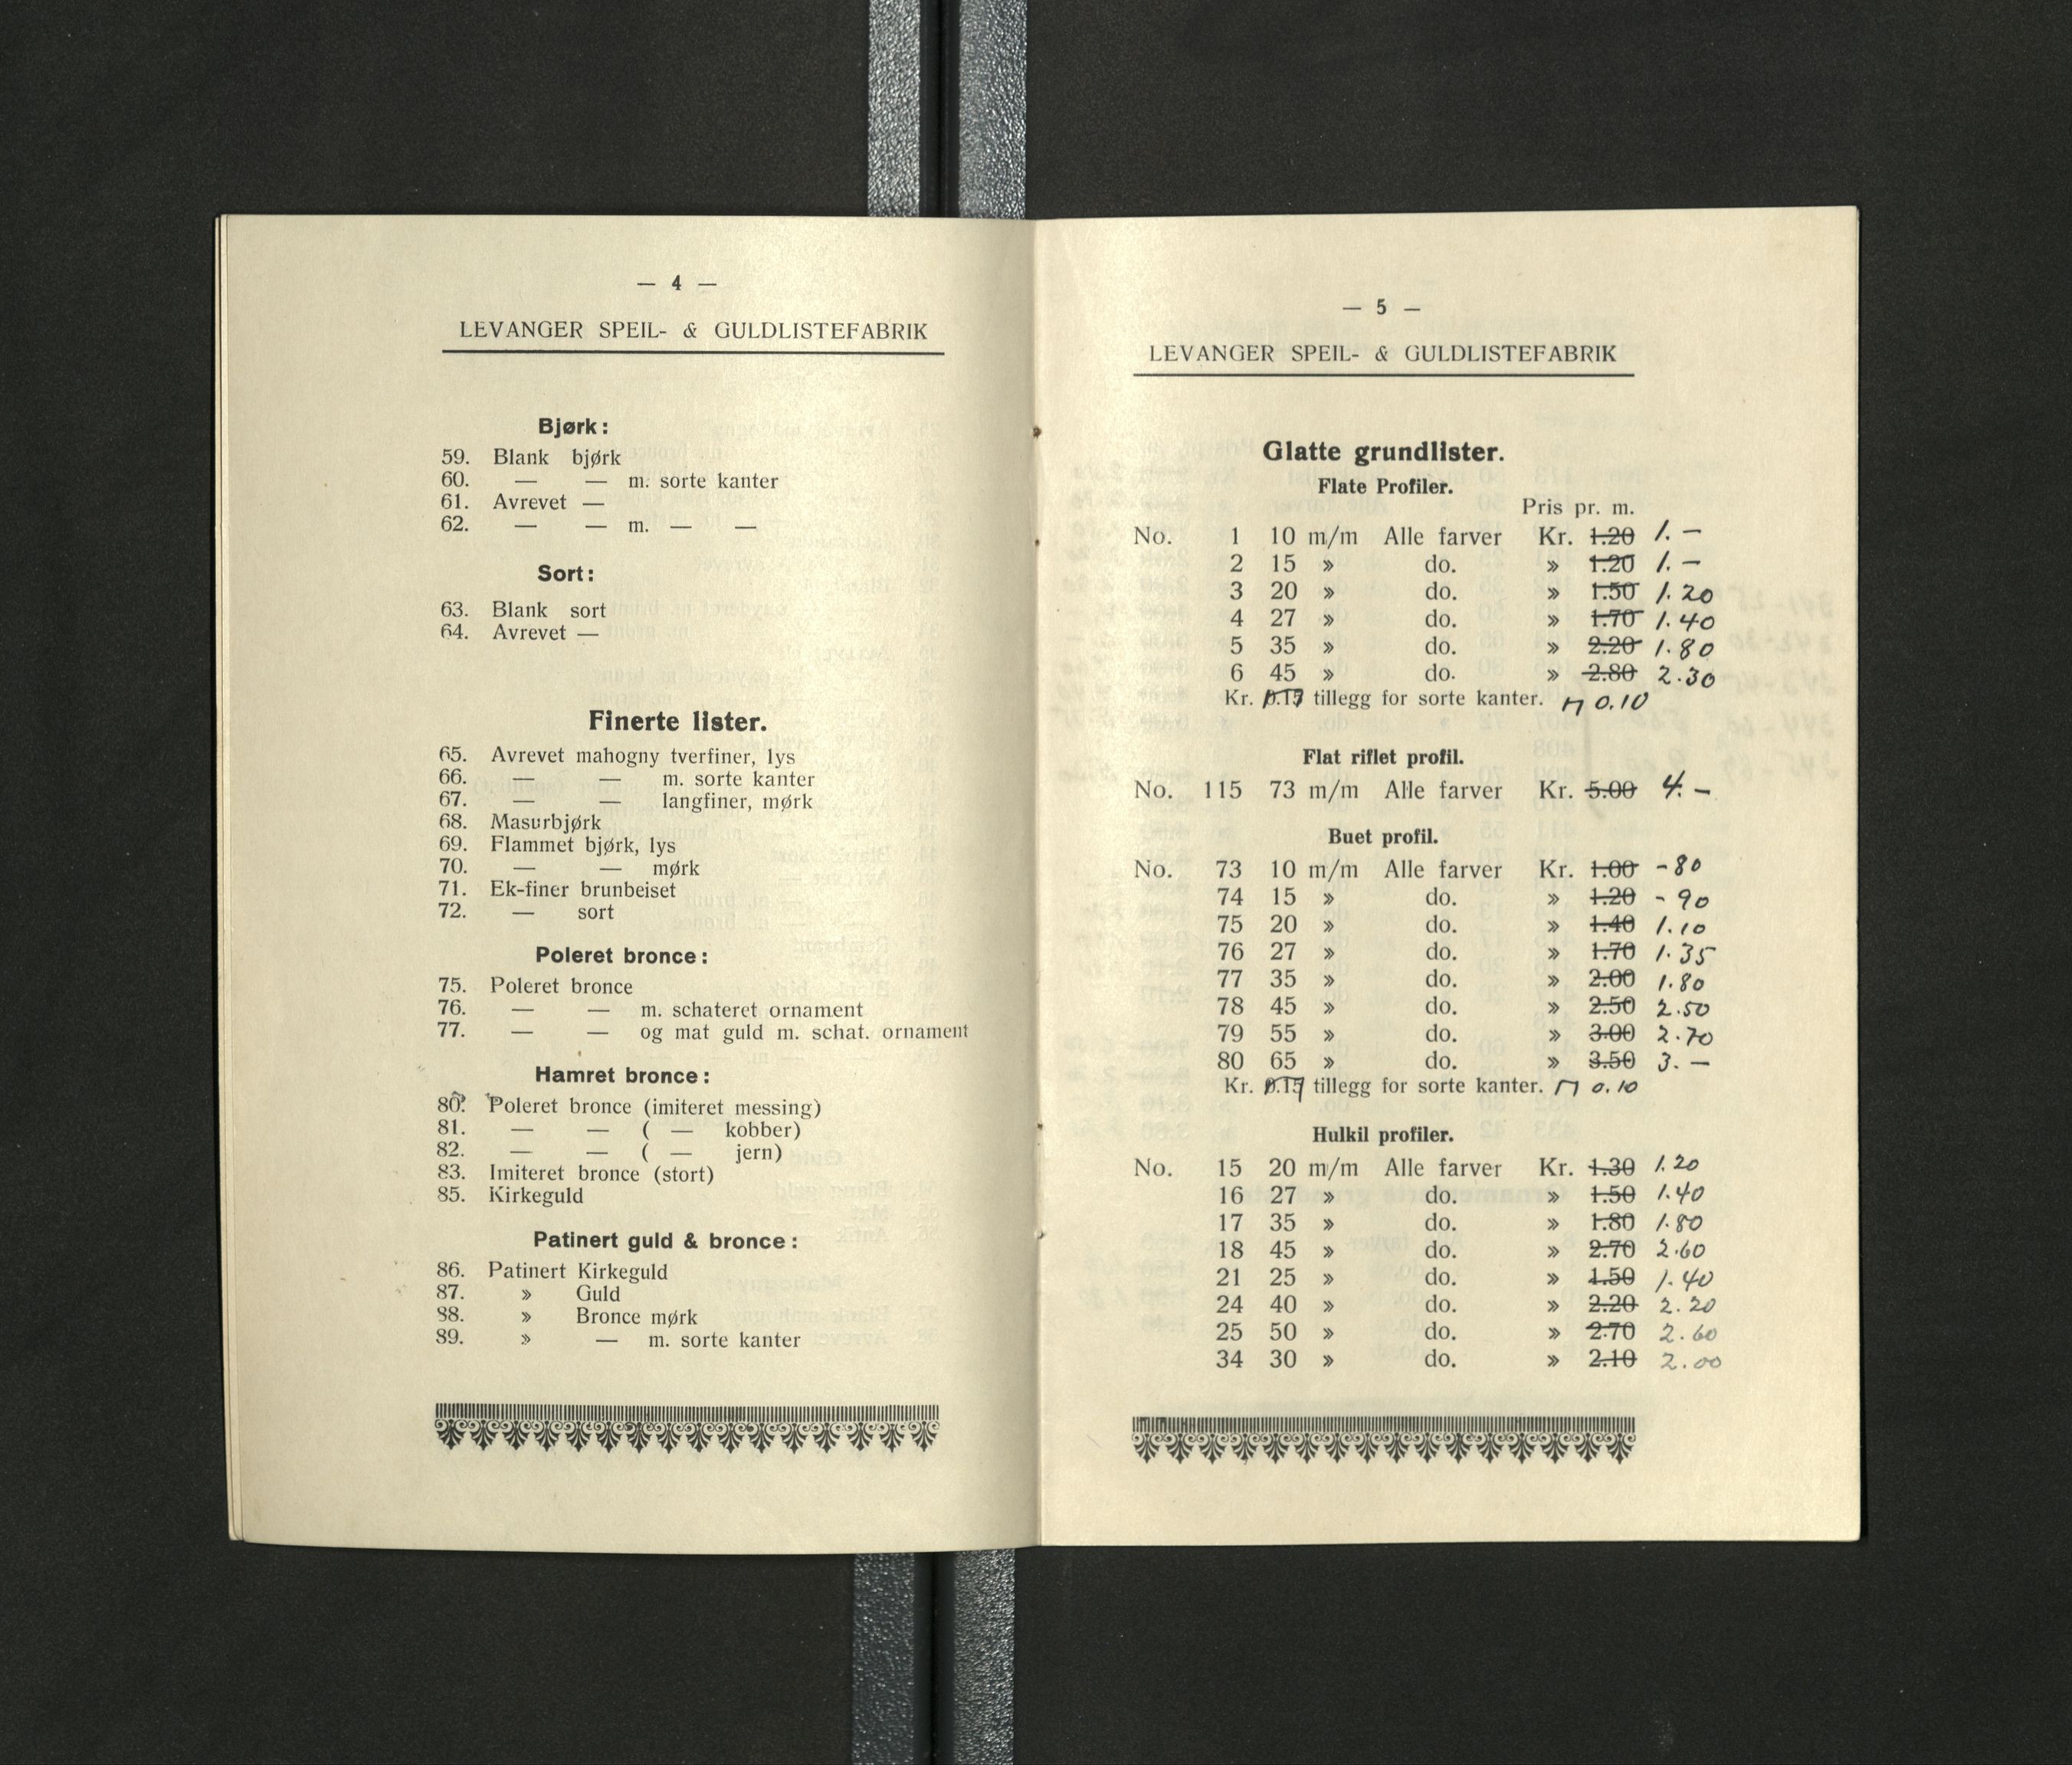 — 4 —
LEVANGER SPEIL- & GULDLISTEFABRIK
Bjørk:
59. Blank bjørk
60. — — m. sorte kanter
61. Avrevet —
62. — — m. — —
Sort:
63. Blank sort
64. Avrevet —
Finerte lister.
65. Avrevet mahogny tverfiner, lys
66. — — m. sorte kanter
67. — — langfiner, mørk
68. Masurbjørk
69. Flammet bjørk, lys
70. — — mørk
71. Ek-finer brunbeiset
72. — sort
Poleret bronce:
75. Poleret bronce
76. — — m. schateret ornament
77. — — og mat guld m. schat. ornament
Hamret bronce:
80. Poleret bronce (imiteret messing)
81. — — ( — kobber)
82. — — ( — jern)
83. Imiteret bronce (stort)
85. Kirkeguld
Patinert guld & bronce:
86. Patinert Kirkeguld
87. » Guld
88. » Bronce mørk
89. » — m. sorte kanter
— 5 —
LEVANGER SPEIL- & GULDLISTEFABRIK
Glatte grundlister.
Flate Profiler.
Pris pr. m.
No. 1 10 m/m Alle farver Kr. 1.20 1. —
2 15 » do. » 1.20 1. —
3 20 » do. » 1.50 1.20
4 27 » do. » 1.70 1.40
5 35 » do. » 2.20 1.80
6 45 » do. » 2.80 2.30
Kr. 0.15 tillegg for sorte kanter. 0.10
Flat riflet profil.
No. 115 73 m/m Alle farver Kr. 5.00 4. —
Buet profil.
No. 73 10 m/m Alle farver Kr. 1.00 -80
74 15 » do. » 1.20 - 90
75 20 » do. » 1.40 1.10
76 27 » do. » 1.70 1.35
77 35 » do. » 2.00 1.80
78 45 » do. » 2.50 2.50
79 55 » do. » 3.00 2.70
80 65 » do. » 3.50 3. —
Kr. 0.15 tillegg for sorte kanter. 0.10
Hulkil profiler.
No. 15 20 m/m Alle farver Kr. 1.30 1.20
16 27 » do. » 1.50 1.40
17 35 » do. » 1.80 1.80
18 45 » do. » 2.70 2.60
21 25 » do. » 1.50 1.40
24 40 » do. » 2.20 2.20
25 50 » do. » 2.70 2.60
34 30 » do. » 2.10 2.00